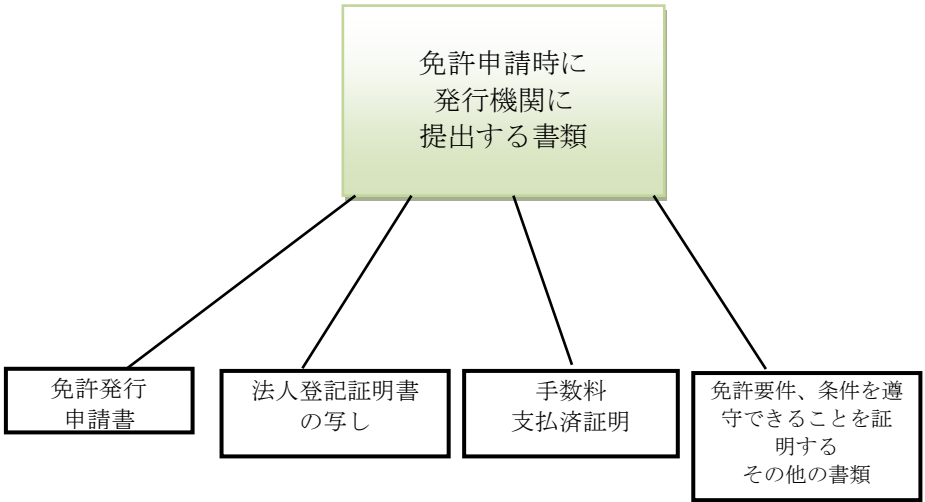 免許申請時に
発行機関に
提出する書類
免許発行
申請書
法人登記証明書
の写し
手数料
支払済証明
免許要件、条件を遵
守できることを証
明する
その他の書類